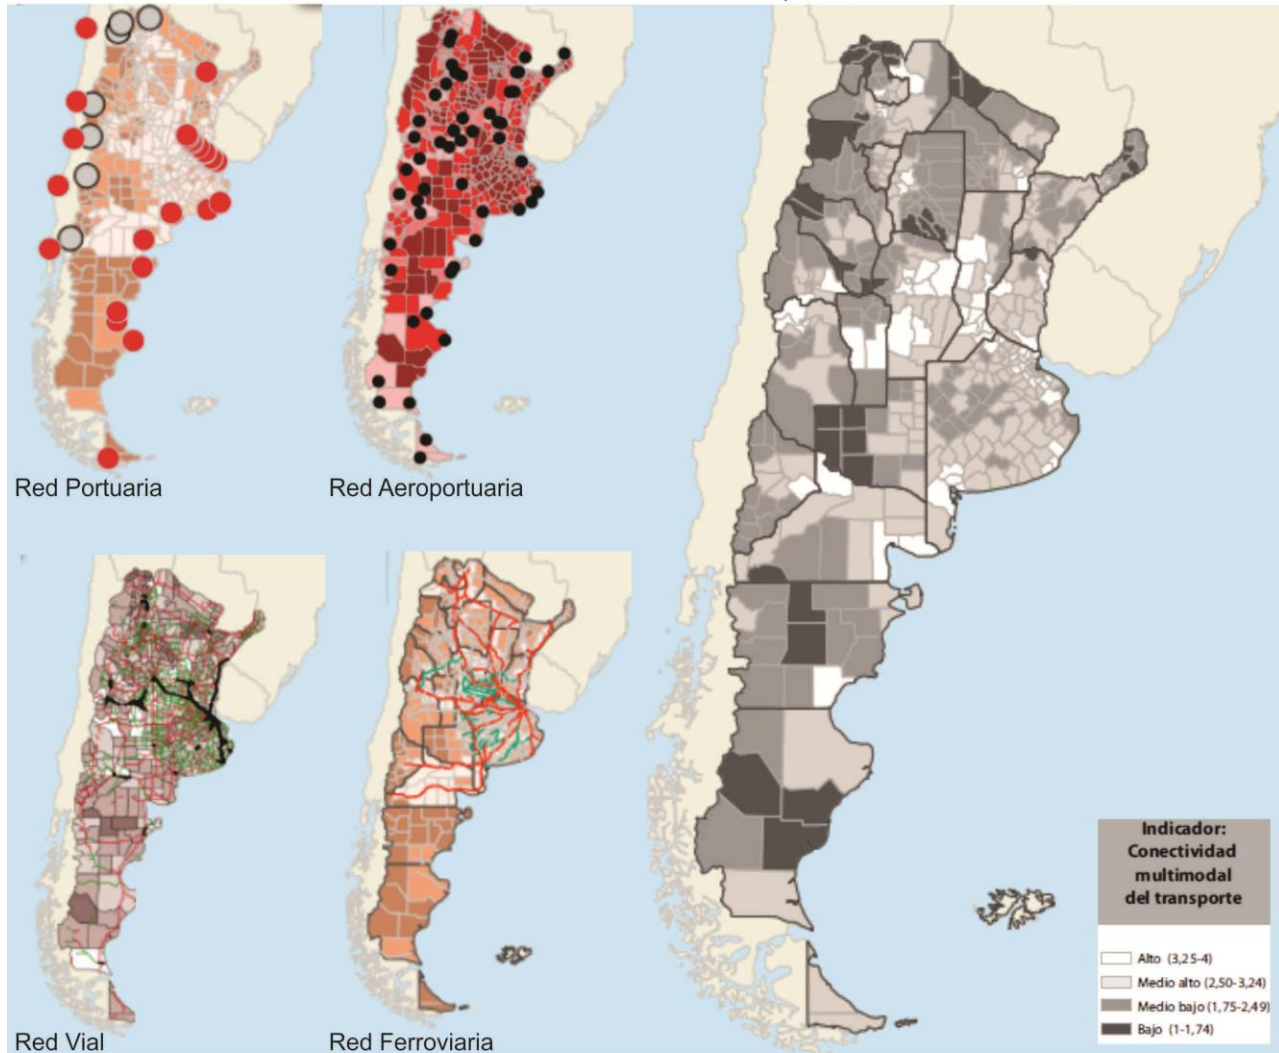 Red Portuaria
Red Aeroportuaria
Red Vial
Red Ferroviaria
Indicador:
Conectividad
multimodal
del transporte
Alto (3,25-4)
Medio alto (2,50-3,24)
Medio bajo (1,75-2,49)
Bajo (1-1,74)